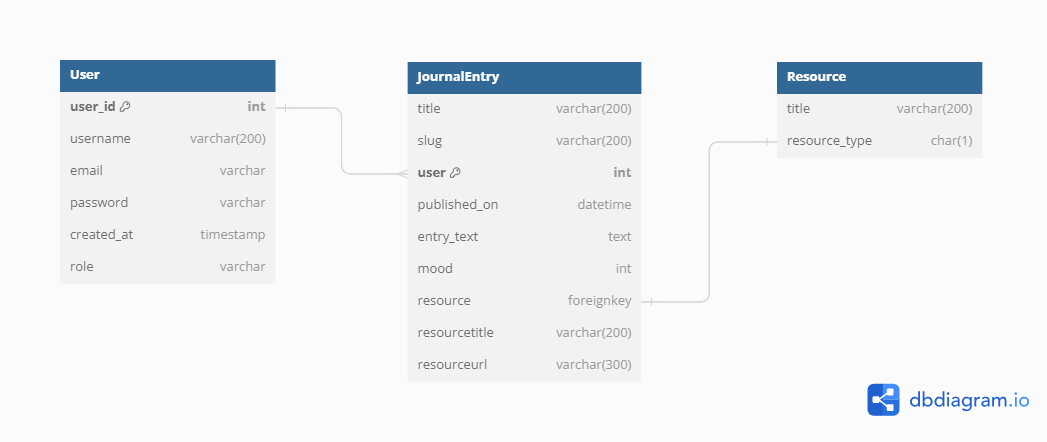 User
user_id int
username varchar(200)
email varchar
password varchar
created_at timestamp
role varchar
JournalEntry
title varchar(200)
slug varchar(200)
user int
published_on datetime
entry_text text
mood int
resource foreignkey
resourcetitle varchar(200)
resourceurl varchar(300)
Resource
title varchar(200)
resource_type char(1)
dbdiagram.io